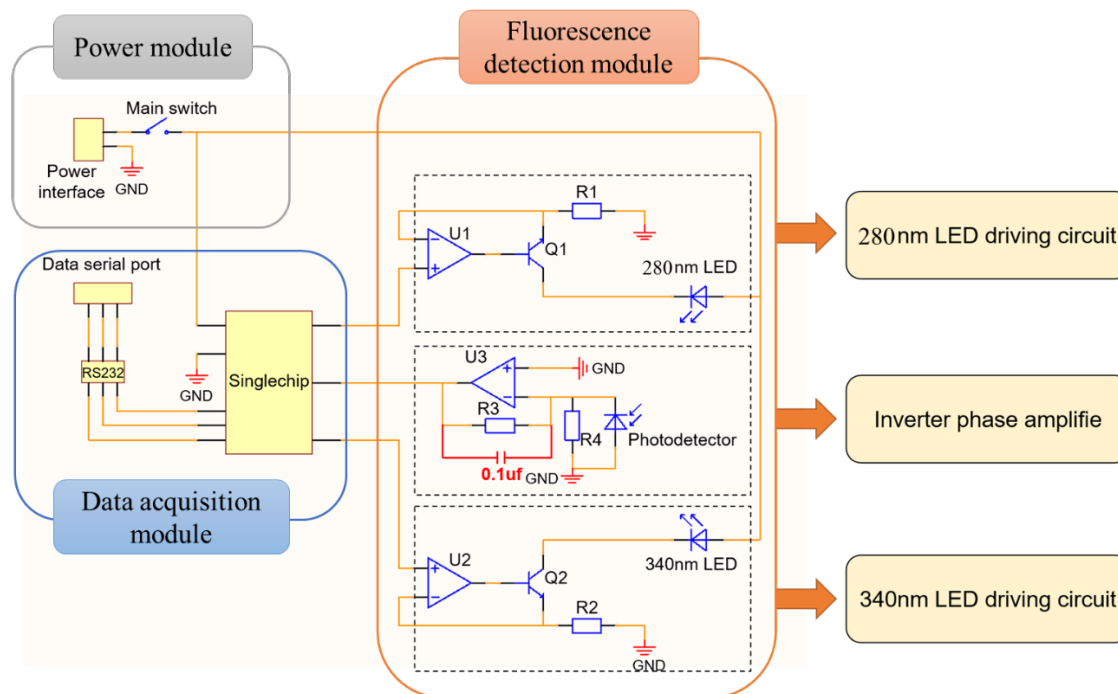 Power module
Fluorescence
detection module
Main switch
Power
interface
GND
R1
U1
Q1
280nm LED
280nm LED driving circuit
Data serial port
RS232
GND
Singlechip
U3
GND
R3
R4
Photodetector
0.1uf
GND
Inverter phase amplifie
Data acquisition
module
U2
Q2
340nm LED
R2
GND
340nm LED driving circuit